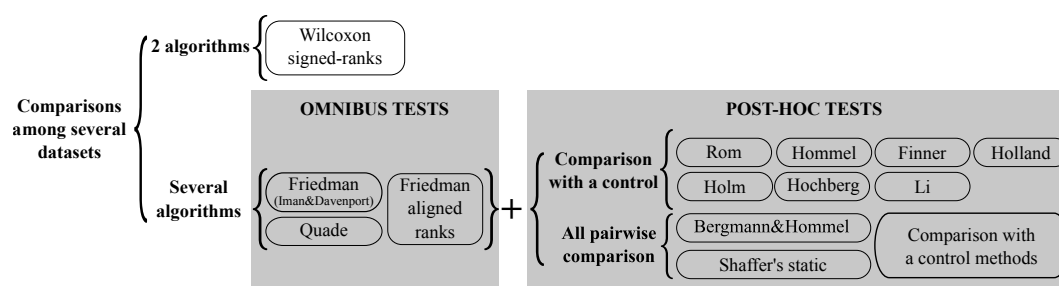 Comparisons
among several
datasets
2 algorithms
Wilcoxon
signed-ranks
Several
algorithms
OMNIBUS TESTS
Friedman
(Iman&Davenport)
Quade
Friedman
aligned
ranks
+
POST-HOC TESTS
Comparison
with a control
Rom
Hommel
Finner
Holland
Holm
Hochberg
Li
All pairwise
comparison
Bergmann&Hommel
Shaffer's static
Comparison with
a control methods